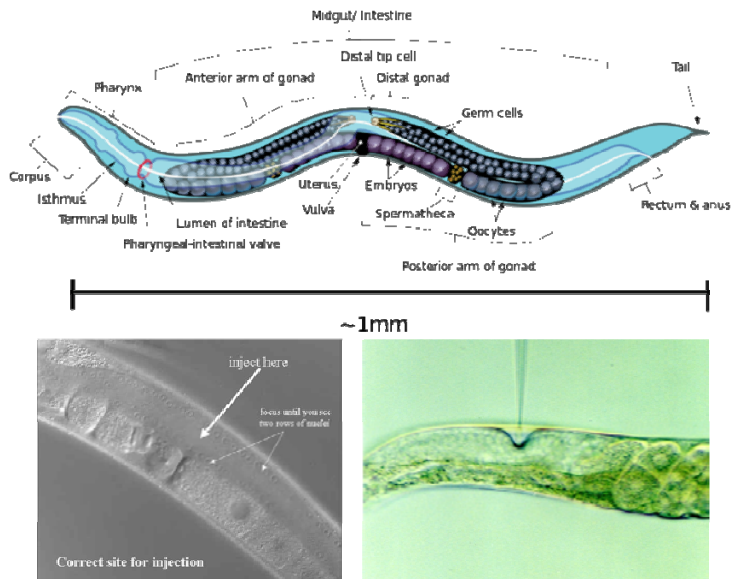 Midgut/ Intestine
Distal tip cell
Anterior arm of gonad
Distal gonad
Tail
Pharynx
Germ cells
Corpus
Isthmus
Terminal bulb
Lumen of intestine
Pharyngeal-intestinal valve
Uterus
Vulva
Embryos
Spermatheca
Oocytes
Rectum & anus
Posterior arm of gonad
~1mm
inject here
focus until you see
two rows of nuclei
Correct site for injection